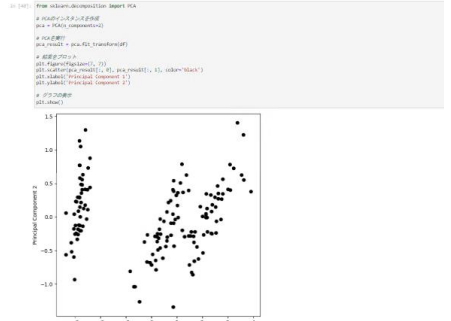 In [40]:
from sklearn.decomposition import PCA
# PCAのインスタンスを作成
pca = PCA(n_components=2)
# PCAを実行
pca_result = pca.fit_transform(df)
# 結果をプロット
plt.figure(figsize=(7, 7))
plt.scatter(pca_result[:, 0], pca_result[:, 1], color='black')
plt.xlabel('Principal Component 1')
plt.ylabel('Principal Component 2')
# グラフの表示
plt.show()
1.5
1.0
0.5
0.0
−0.5
−1.0
Principal Component 2